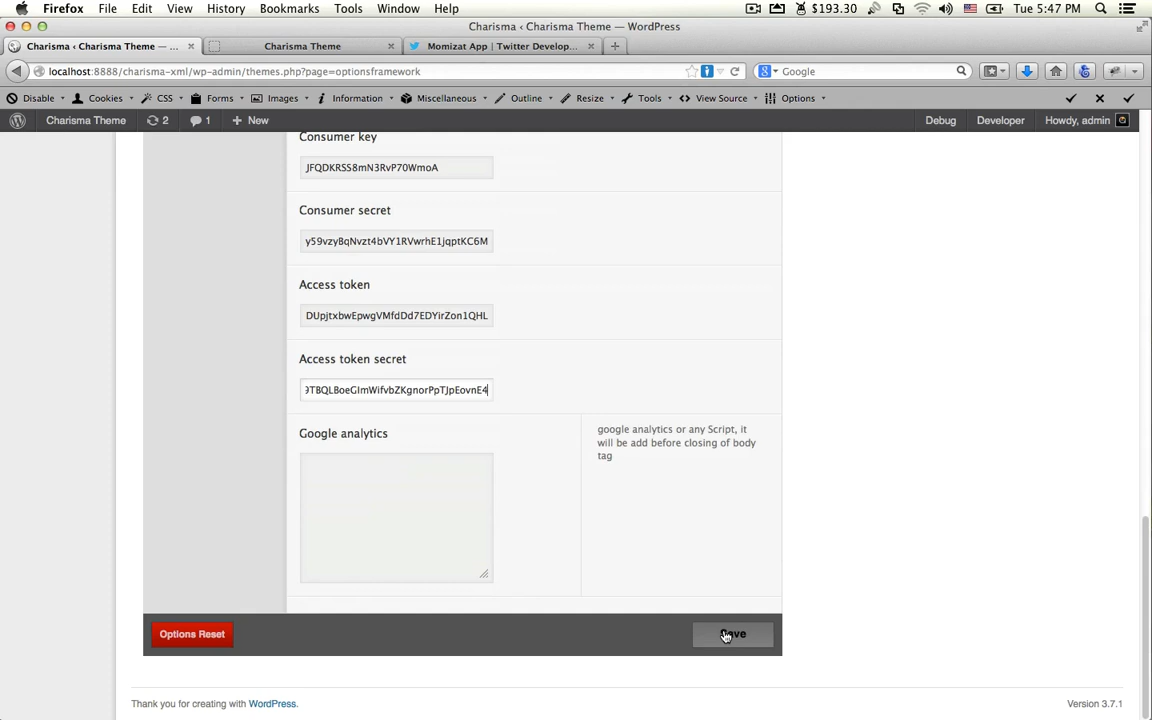 Firefox File Edit View History Bookmarks Tools Window Help $193.30 Tue 5:47 PM
Charisma ‹ Charisma Theme — WordPress
Charisma ‹ Charisma Theme — ... Charisma Theme Momizat App | Twitter Develop...
localhost:8888/charisma-xml/wp-admin/themes.php?page=optionsframework Google
Disable Cookies CSS Forms Images Information Miscellaneous Outline Resize Tools View Source Options
Charisma Theme 2 1 New Debug Developer Howdy, admin
Consumer key
JFQDKRSS8mN3RvP70WmoA
Consumer secret
y59vzyBqNvzt4bVY1RVwrhE1jqptKC6M
Access token
DUpjtxbwEpwgVMfdDd7EDYirZon1QHL
Access token secret
TBQLBoeGImWifvbZKgnorPpTJpEovnE4
Google analytics
google analytics or any Script, it
will be add before closing of body
tag
Options Reset Save
Thank you for creating with WordPress. Version 3.7.1